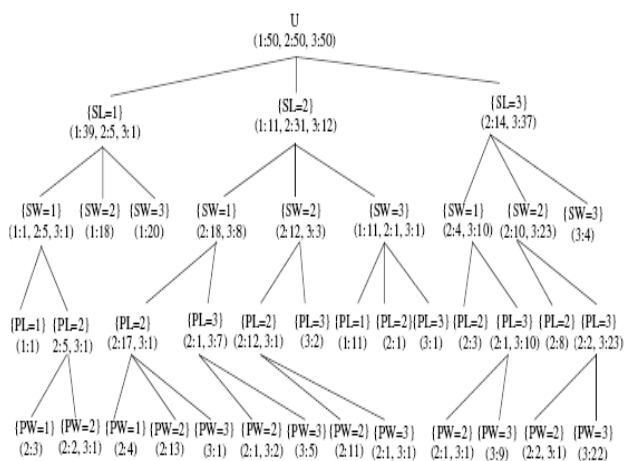 U
(1:50, 2:50, 3:50)
{SL=1} {SL=2} {SL=3}
(1:39, 2:5, 3:1) (1:11, 2:31, 3:12) (2:14, 3:37)
{SW=1} {SW=2} {SW=3} {SW=1} {SW=2} {SW=3} {SW=1} {SW=2} {SW=3}
(1:1, 2:5, 3:1) (1:18) (1:20) (2:18, 3:8) (2:12, 3:3) (1:11, 2:1, 3:1) (2:4, 3:10) (2:10, 3:23) (3:4)
{PL=1} {PL=2} {PL=2} {PL=3} {PL=2} {PL=3} {PL=1} {PL=2} {PL=3} {PL=2} {PL=3} {PL=2} {PL=3}
(1:1) 2:5, 3:1) (2:17, 3:1) (2:1, 3:7) (2:12, 3:1) (3:2) (1:11) (2:1) (3:1) (2:3) (2:1, 3:10) (2:8) (2:2, 3:23)
{PW=1} {PW=2} {PW=1} {PW=2} {PW=3} {PW=2} {PW=3} {PW=2} {PW=3} {PW=2} {PW=3} {PW=2} {PW=3}
(2:3) (2:2, 3:1) (2:4) (2:13) (3:1) (2:1, 3:2) (3:5) (2:11) (2:1, 3:1) (2:1, 3:1) (3:9) (2:2, 3:1) (3:22)